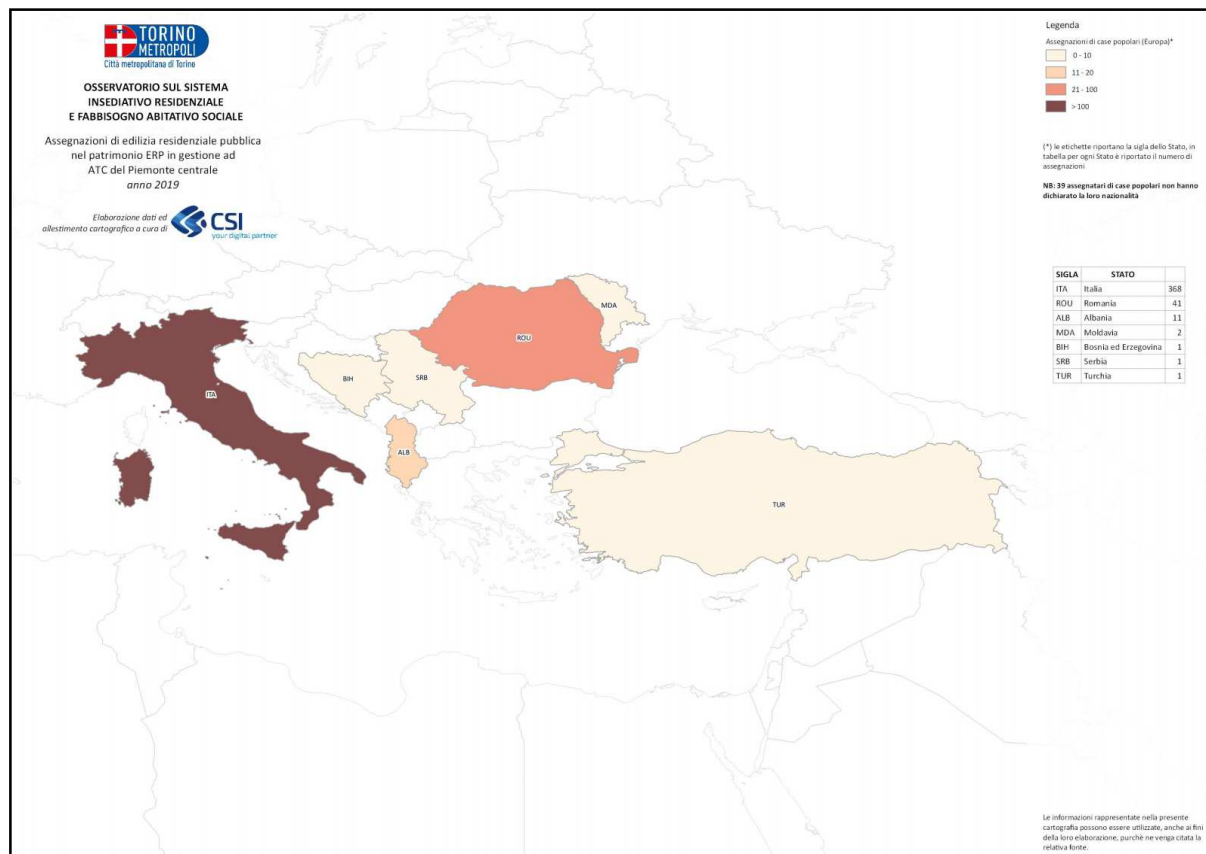 TORINO
METROPOLI
Città metropolitana di Torino
OSSERVATORIO SUL SISTEMA
INSEDIATIVO RESIDENZIALE
E FABBISOGNO ABITATIVO SOCIALE
Assegnazioni di edilizia residenziale pubblica
nel patrimonio ERP in gestione ad
ATC del Piemonte centrale
anno 2019
Elaborazione dati ed
allestimento cartografico a cura di
CSI
your digital partner
Legenda
Assegnazioni di case popolari (Europa)*
0 - 10
11 - 20
21 - 100
> 100
(*) le etichette riportano la sigla dello Stato, in
tabella per ogni Stato è riportato il numero di
assegnazioni
NB: 39 assegnatari di case popolari non hanno
dichiarato la loro nazionalità
SIGLA STATO
ITA Italia 368
ROU Romania 41
ALB Albania 11
MDA Moldavia 2
BIH Bosnia ed Erzegovina 1
SRB Serbia 1
TUR Turchia 1
MDA
ROU
BIH
SRB
ITA
ALB
TUR
Le informazioni rappresentate nella presente
cartografia possono essere utilizzate, anche ai fini
della loro elaborazione, purchè ne venga citata la
relativa fonte.